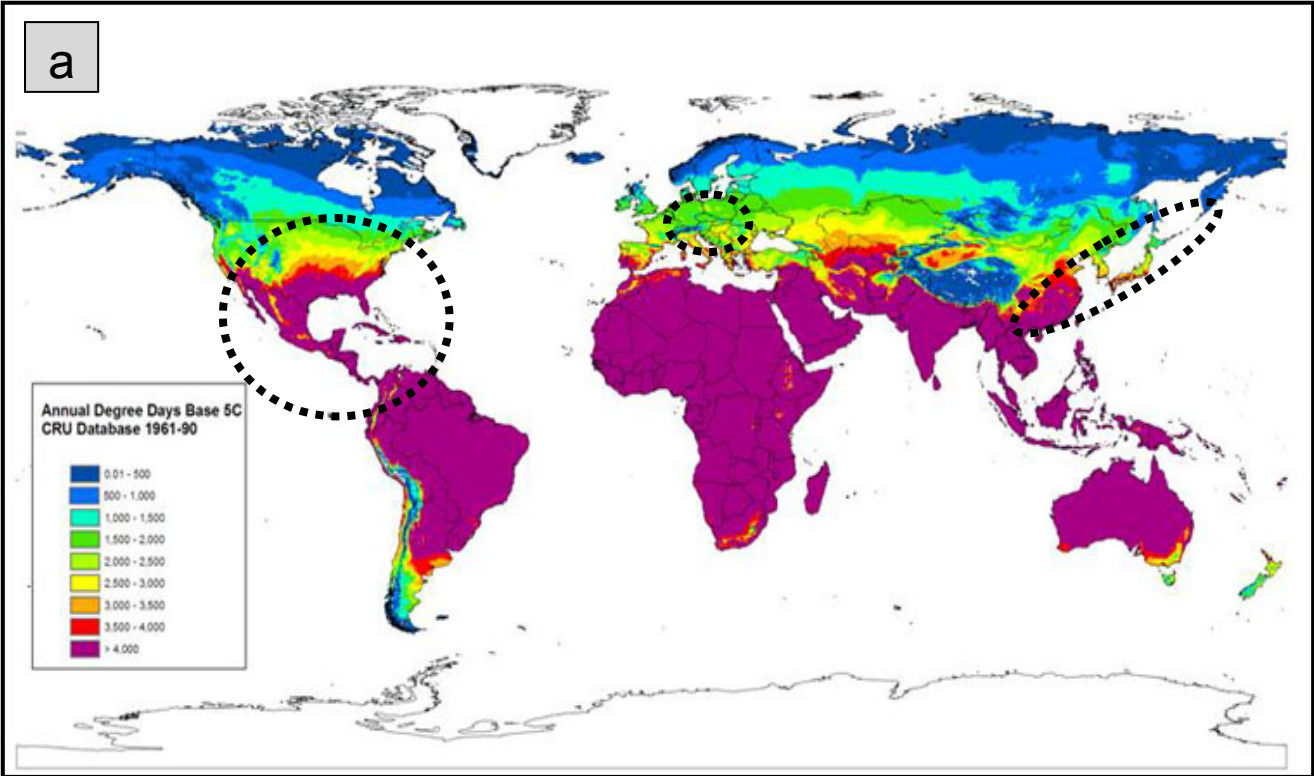 a
Annual Degree Days Base 5C
CRU Database 1961-90
0.01 - 500
500 - 1,000
1,000 - 1,500
1,500 - 2,000
2.000 - 2,500
2,500 - 3,000
3.000 - 3,500
3,500 - 4,000
> 4,000